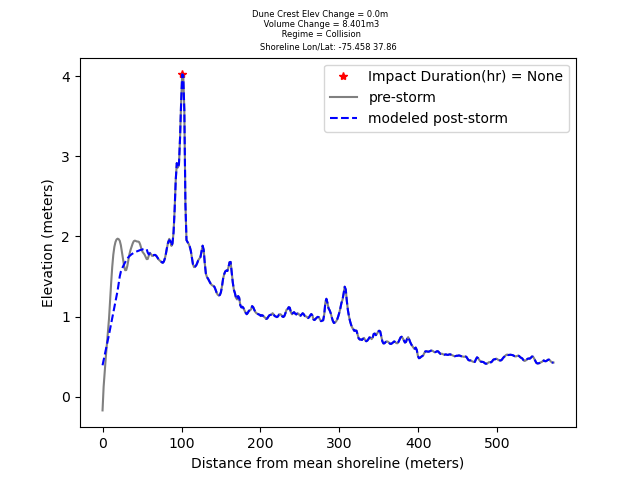 Dune Crest Elev Change = 0.0m
Volume Change = 8.401m3
Regime = Collision
Shoreline Lon/Lat: -75.458 37.86
Impact Duration(hr) = None
pre-storm
modeled post-storm
Elevation (meters)
4
3
2
1
0
0 100 200 300 400 500
Distance from mean shoreline (meters)